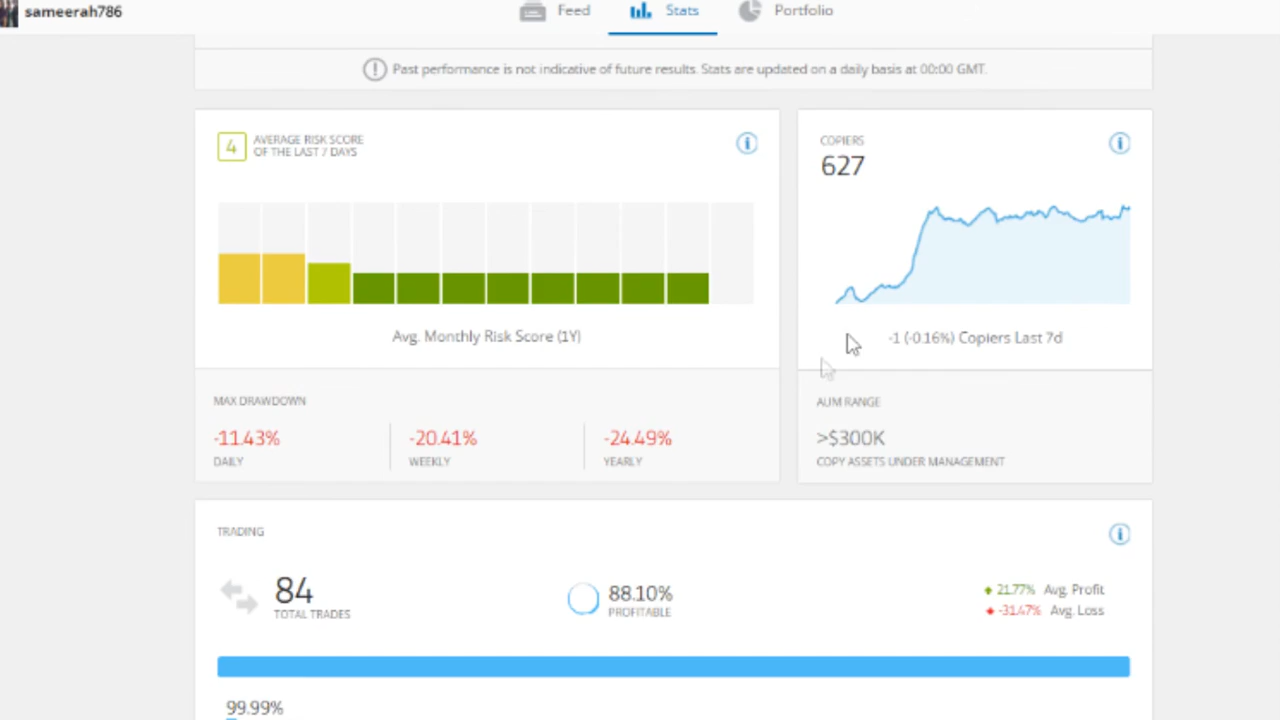 sameerah786
Feed
Stats
Portfolio
Past performance is not indicative of future results. Stats are updated on a daily basis at 00:00 GMT.
4
AVERAGE RISK SCORE
OF THE LAST 7 DAYS
Avg. Monthly Risk Score (1Y)
MAX DRAWDOWN
-11.43%
DAILY
-20.41%
WEEKLY
-24.49%
YEARLY
COPIERS
627
-1 (-0.16%) Copiers Last 7d
AUM RANGE
>$300K
COPY ASSETS UNDER MANAGEMENT
TRADING
84
TOTAL TRADES
88.10%
PROFITABLE
21.77% Avg. Profit
-31.47% Avg. Loss
99.99%